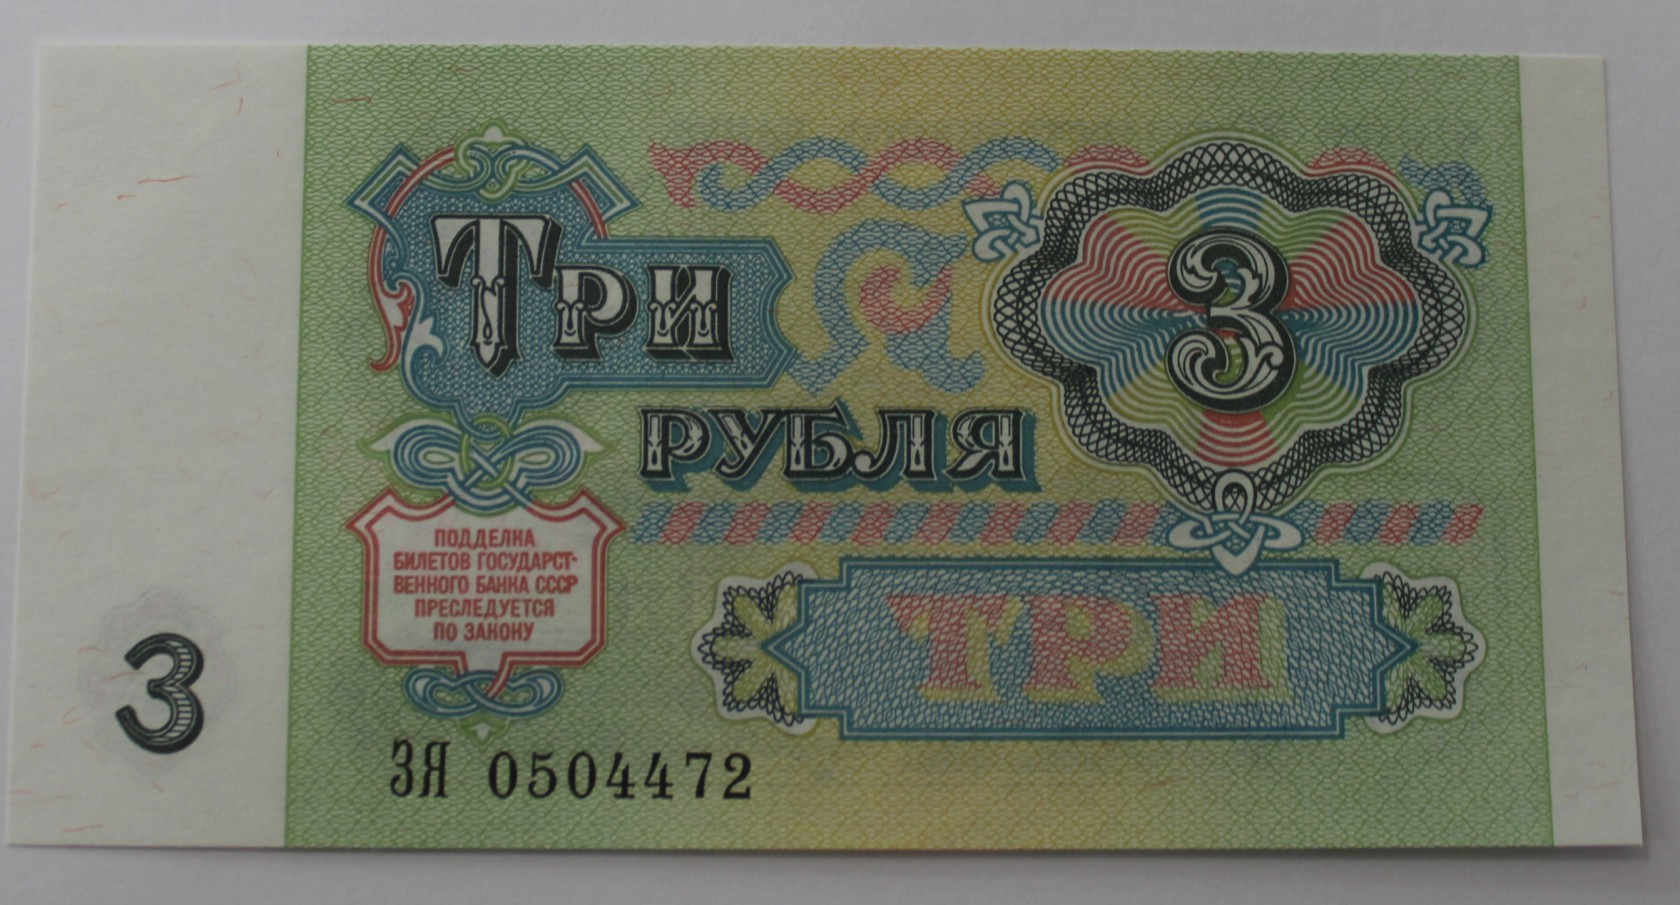 ТРИ
3
РУБЛЯ
ПОДДЕЛКА
БИЛЕТОВ ГОСУДАРСТ-
ВЕННОГО БАНКА СССР
ПРЕСЛЕДУЕТСЯ
ПО ЗАКОНУ
ТРИ
3
ЗЯ 0504472